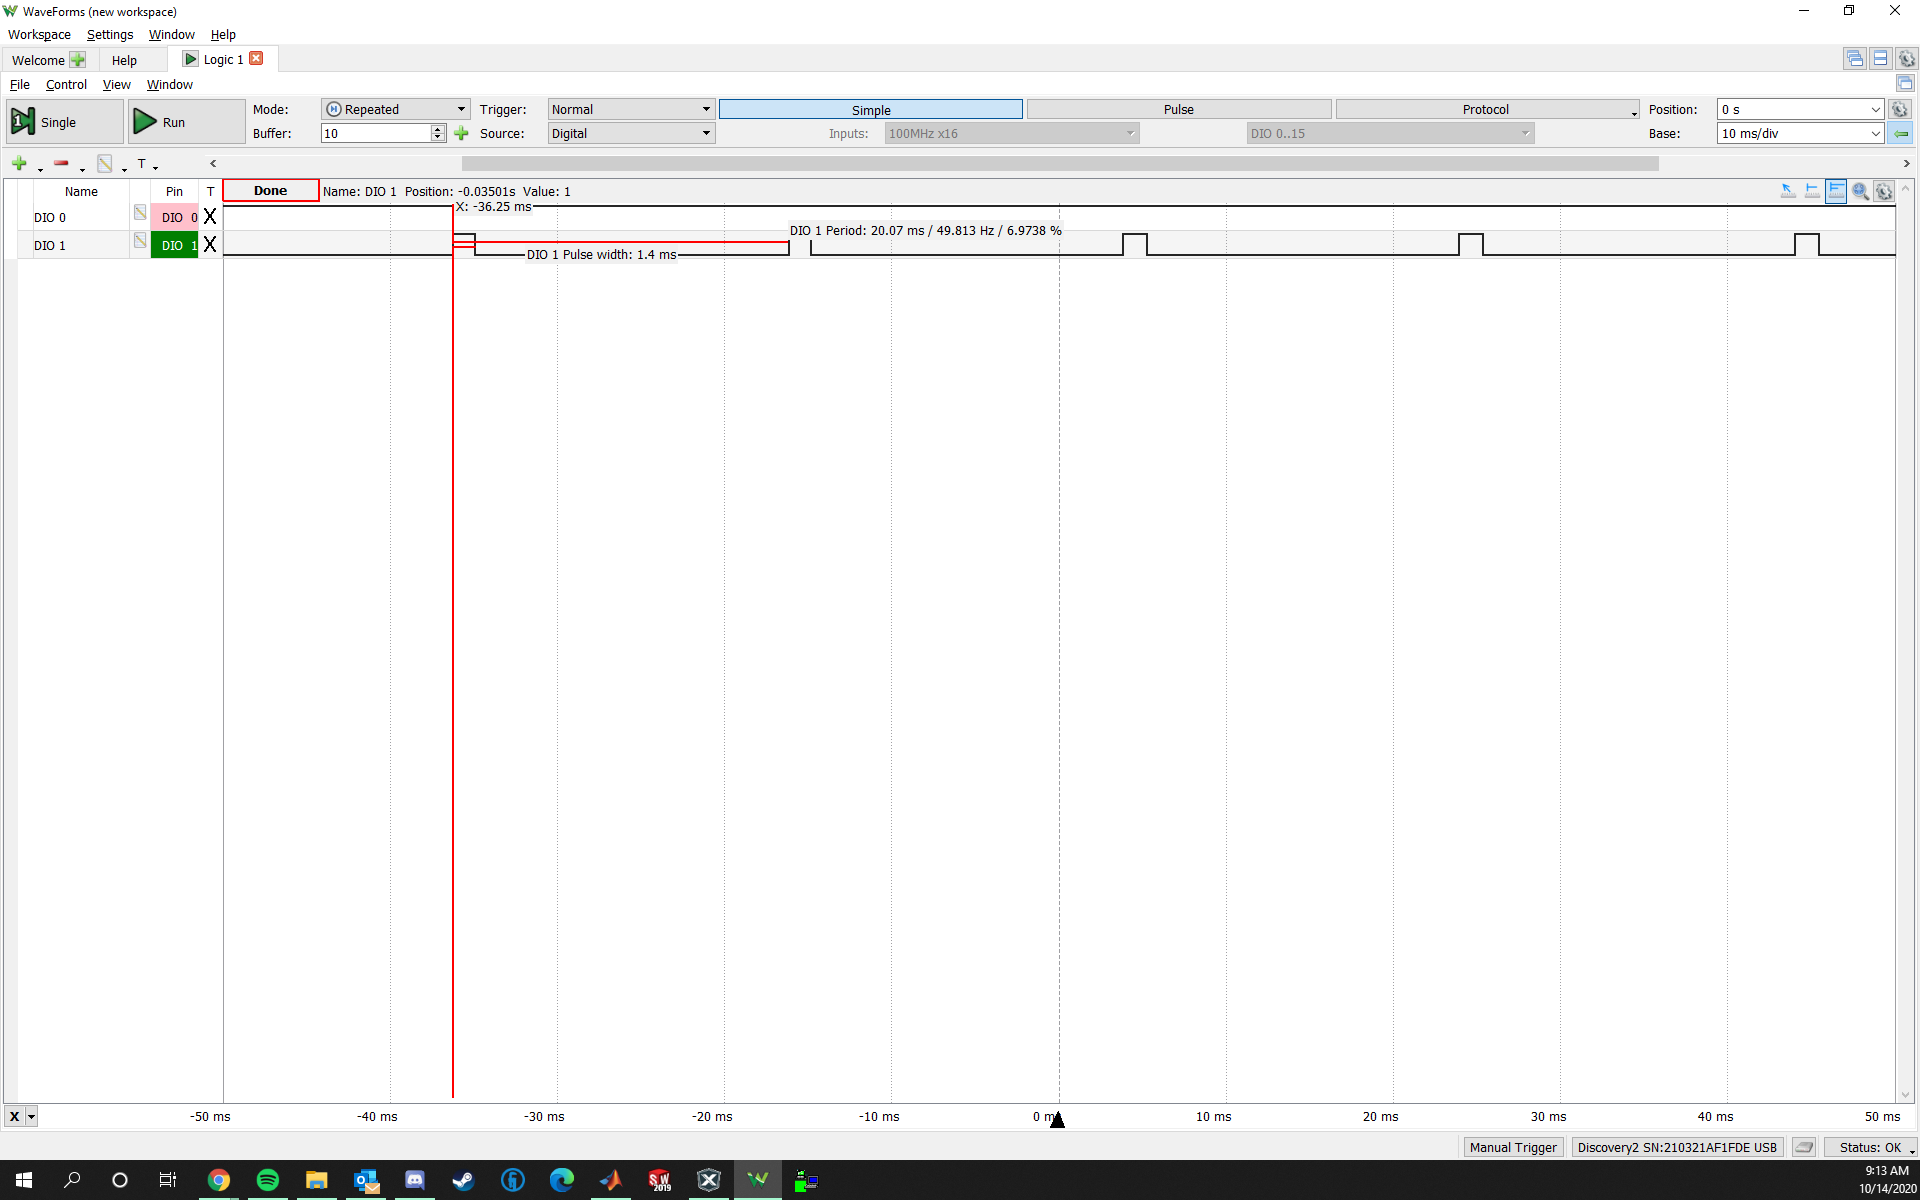 WaveForms (new workspace)
Workspace Settings Window Help
Welcome Help Logic 1
File Control View Window
Single Run Mode: Repeated Trigger: Normal Simple Pulse Protocol Position: 0 s
Buffer: 10 Source: Digital Inputs: 100MHz x16 DIO 0..15 Base: 10 ms/div
T
Name Pin T Done Name: DIO 1 Position: -0.03501s Value: 1
X: -36.25 ms
DIO 0 DIO 0 X
DIO 1 Period: 20.07 ms / 49.813 Hz / 6.9738 %
DIO 1 DIO 1 X
DIO 1 Pulse width: 1.4 ms
X -50 ms -40 ms -30 ms -20 ms -10 ms 0 m 10 ms 20 ms 30 ms 40 ms 50 ms
Manual Trigger Discovery2 SN:210321AF1FDE USB Status: OK
SW 2019
9:13 AM
10/14/2020